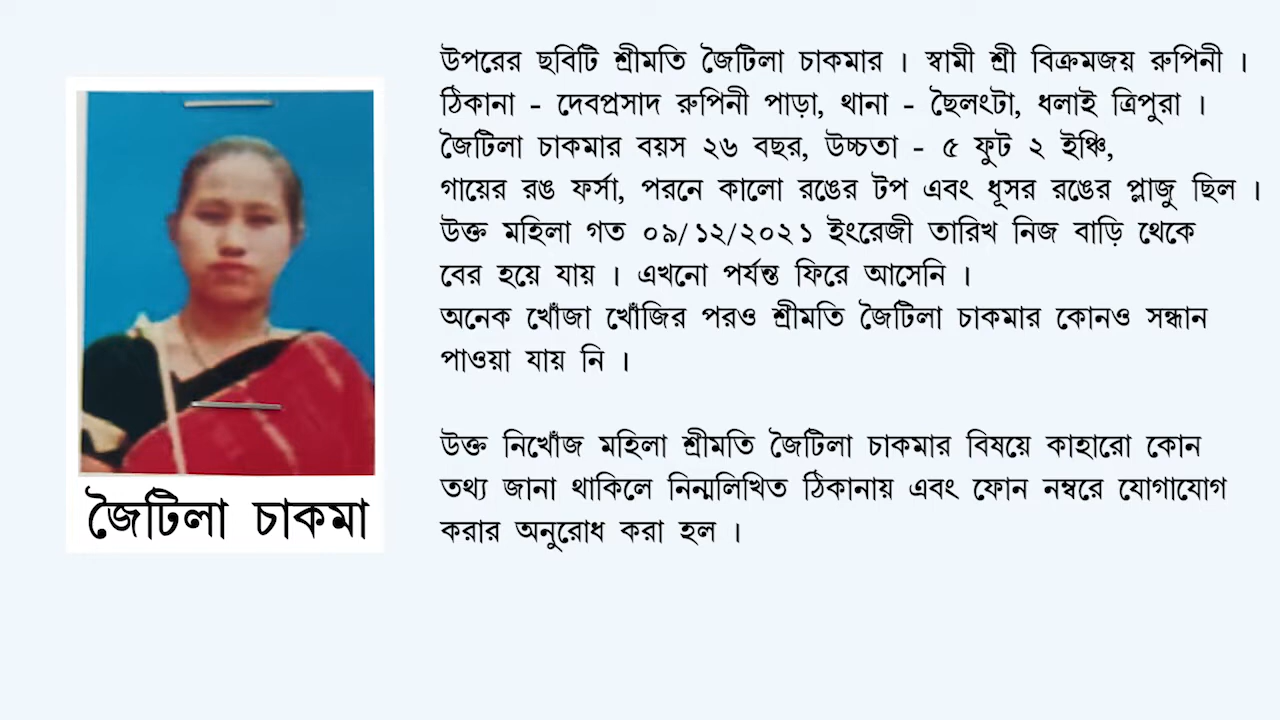 উপরের ছবিটি শ্রীমতি জৈটিলা চাকমার । স্বামী শ্রী বিক্রমজয় রুপিনী ।
ঠিকানা - দেবপ্রসাদ রুপিনী পাড়া, থানা - ছৈলংটা, ধলাই ত্রিপুরা ।
জৈটিলা চাকমার বয়স ২৬ বছর, উচ্চতা - ৫ ফুট ২ ইঞ্চি,
গায়ের রঙ ফর্সা, পরনে কালো রঙের টপ এবং ধূসর রঙের প্লাজু ছিল ।
উক্ত মহিলা গত ০৯/১২/২০২১ ইংরেজী তারিখ নিজ বাড়ি থেকে
বের হয়ে যায় । এখনো পর্যন্ত ফিরে আসেনি ।
অনেক খোঁজা খোঁজির পরও শ্রীমতি জৈটিলা চাকমার কোনও সন্ধান
পাওয়া যায় নি ।
উক্ত নিখোঁজ মহিলা শ্রীমতি জৈটিলা চাকমার বিষয়ে কাহারো কোন
তথ্য জানা থাকিলে নিন্মলিখিত ঠিকানায় এবং ফোন নম্বরে যোগাযোগ
করার অনুরোধ করা হল ।
জৈটিলা চাকমা